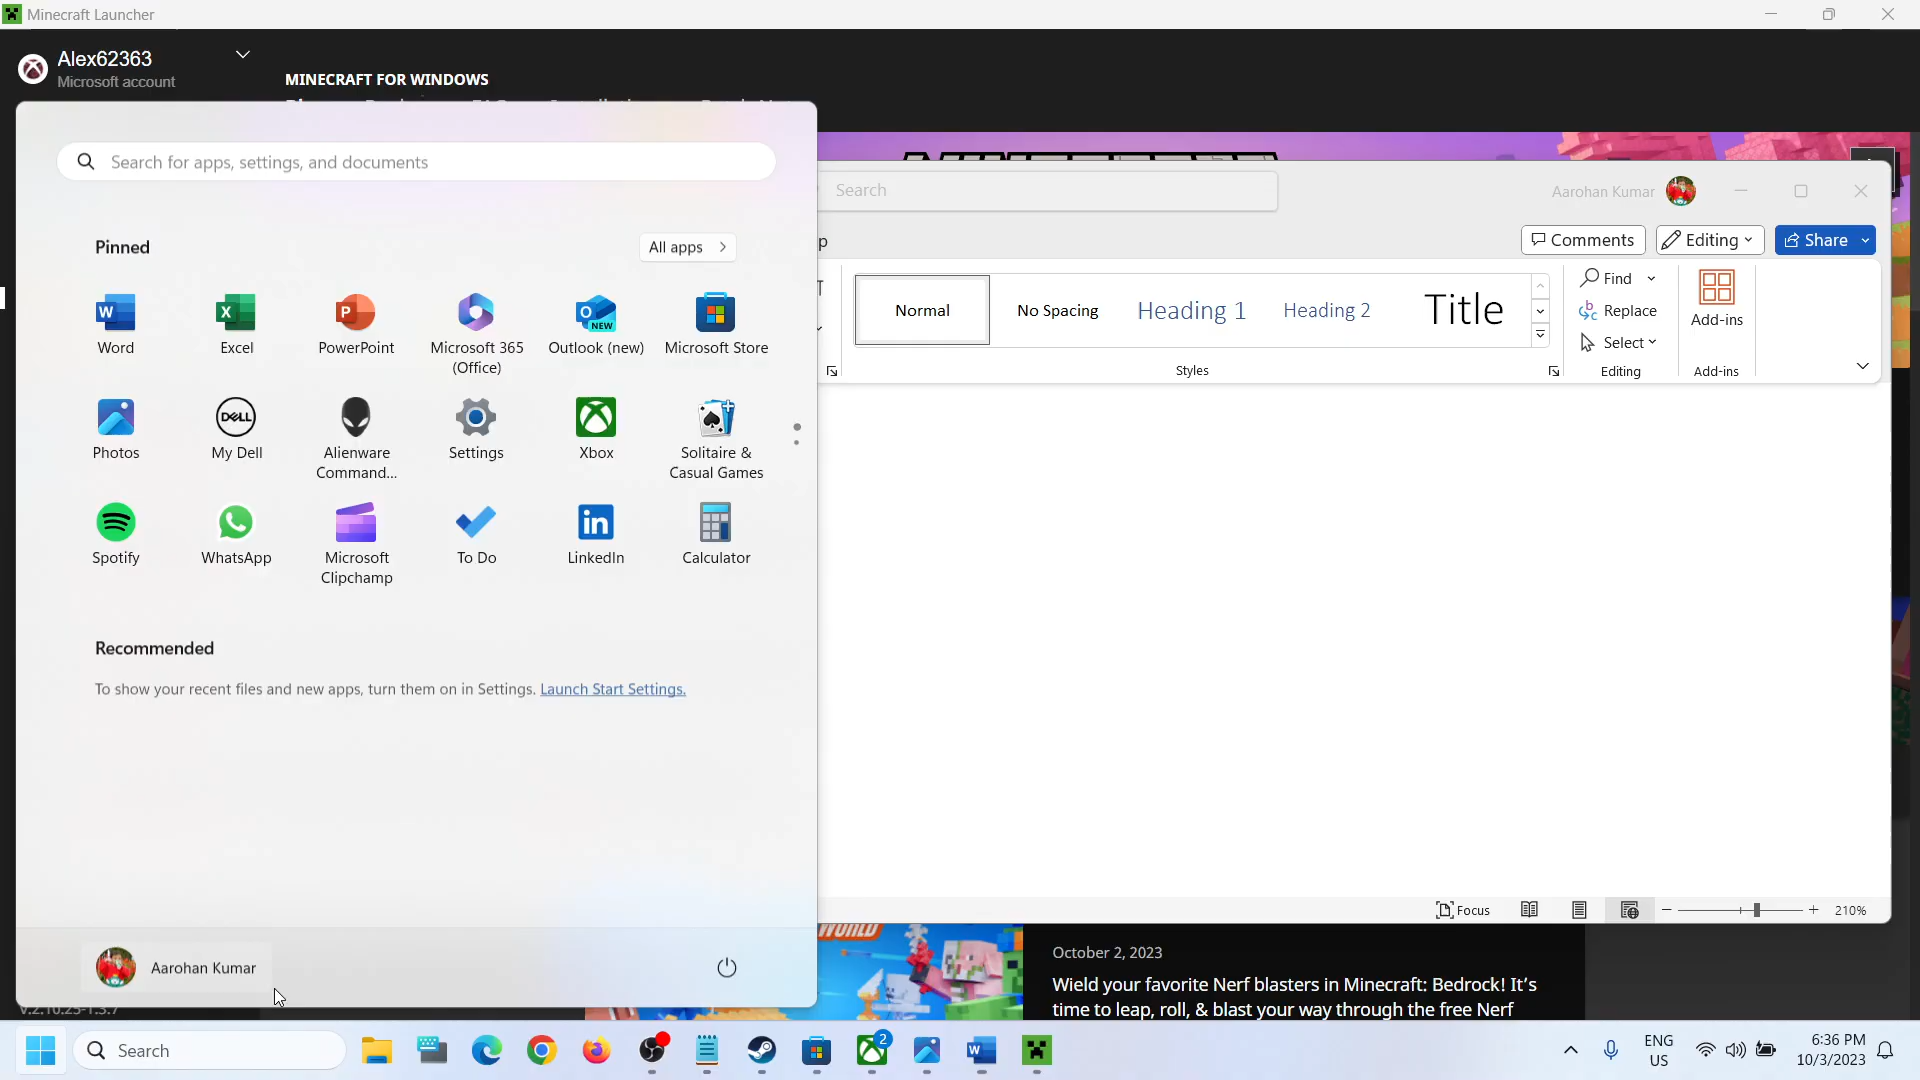 Minecraft Launcher
Alex62363
Microsoft account
MINECRAFT FOR WINDOWS
Search for apps, settings, and documents
Pinned
All apps
Word
Excel
PowerPoint
Microsoft 365
(Office)
Outlook (new)
NEW
Microsoft Store
Photos
DELL
My Dell
Alienware
Command...
Settings
Xbox
Solitaire &
Casual Games
Spotify
WhatsApp
Microsoft
Clipchamp
To Do
LinkedIn
Calculator
Recommended
To show your recent files and new apps, turn them on in Settings. Launch Start Settings.
Aarohan Kumar
Search
Aarohan Kumar
p
Comments
Editing
Share
Normal
No Spacing
Heading 1
Heading 2
Title
Styles
Find
Replace
Select
Editing
Add-ins
Add-ins
Focus
210%
WORLD
October 2, 2023
Wield your favorite Nerf blasters in Minecraft: Bedrock! It's
time to leap, roll, & blast your way through the free Nerf
Search
2
ENG
US
6:36 PM
10/3/2023